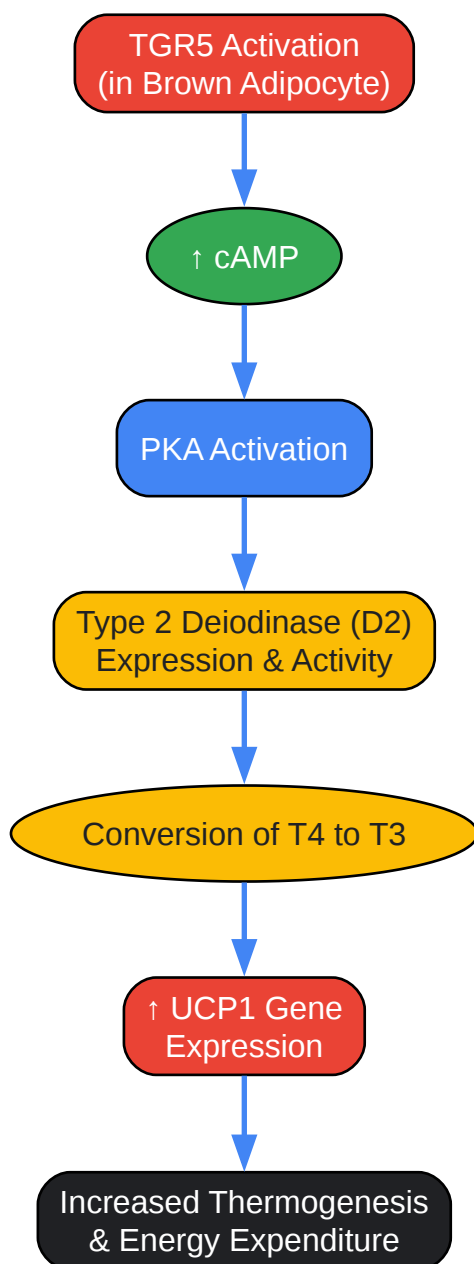 TGR5 Activation
(in Brown Adipocyte)
↑ cAMP
PKA Activation
Type 2 Deiodinase (D2)
Expression & Activity
Conversion of T4 to T3
↑ UCP1 Gene
Expression
Increased Thermogenesis
& Energy Expenditure